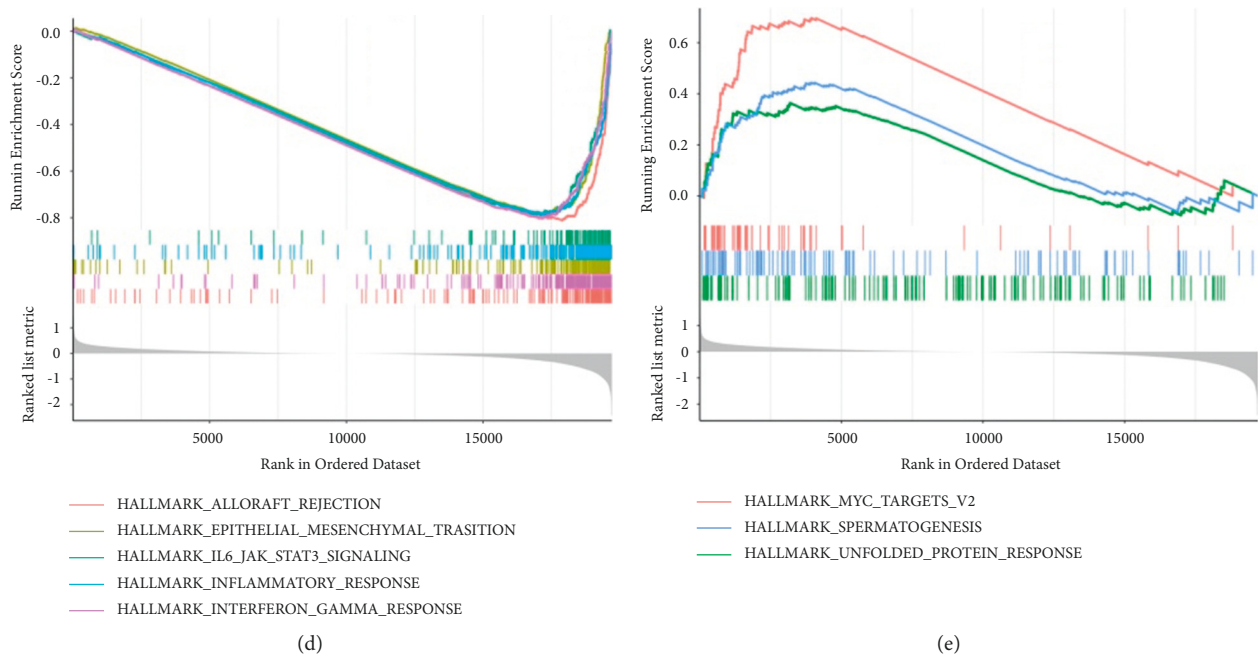 Runnin Enrichment Score
0.0
-0.2
-0.4
-0.6
-0.8
Ranked list metric
1
0
-1
-2
5000
10000
15000
Rank in Ordered Dataset
HALLMARK_ALLORAFT_REJECTION
HALLMARK_EPITHELIAL_MESENCHYMAL_TRASITION
HALLMARK_IL6_JAK_STAT3_SIGNALING
HALLMARK_INFLAMMATORY_RESPONSE
HALLMARK_INTERFERON_GAMMA_RESPONSE
(d)
Running Enrichment Score
0.6
0.4
0.2
0.0
Ranked list metric
1
0
-1
-2
5000
10000
15000
Rank in Ordered Dataset
HALLMARK_MYC_TARGETS_V2
HALLMARK_SPERMATOGENESIS
HALLMARK_UNFOLDED_PROTEIN_RESPONSE
(e)